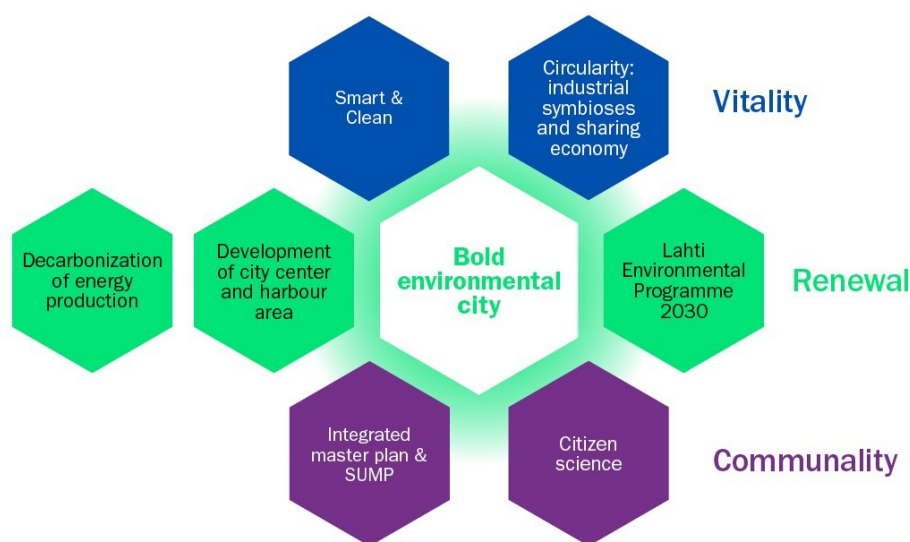 Smart &
Clean
Circularity:
industrial
symbioses
and sharing
economy
Vitality
Decarbonization
of energy
production
Development
of city center
and harbour
area
Bold
environmental
city
Lahti
Environmental
Programme
2030
Renewal
Integrated
master plan &
SUMP
Citizen
science
Communality